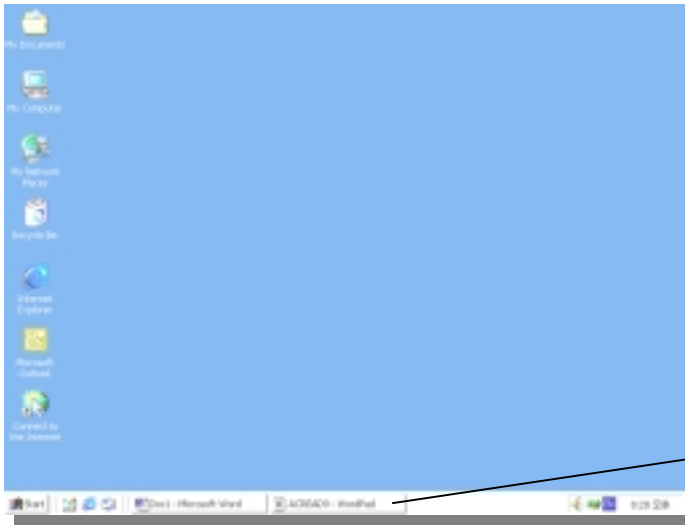 My Documents
My Computer
My Network
Places
Recycle Bin
Internet
Explorer
Microsoft
Outlook
Connect to
the Internet
Start
Doc1 - Microsoft Word
WordPad